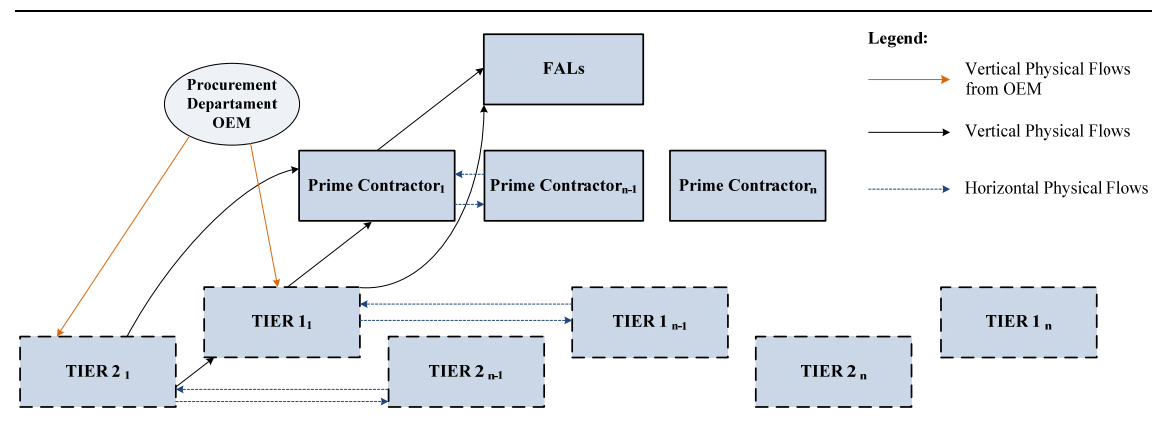 FALs
Procurement
Departament
OEM
Prime Contractor1
Prime Contractorn-1
Prime Contractorn
TIER 11
TIER 1 n-1
TIER 1 n
TIER 2 1
TIER 2 n-1
TIER 2 n
Legend:
Vertical Physical Flows
from OEM
Vertical Physical Flows
Horizontal Physical Flows